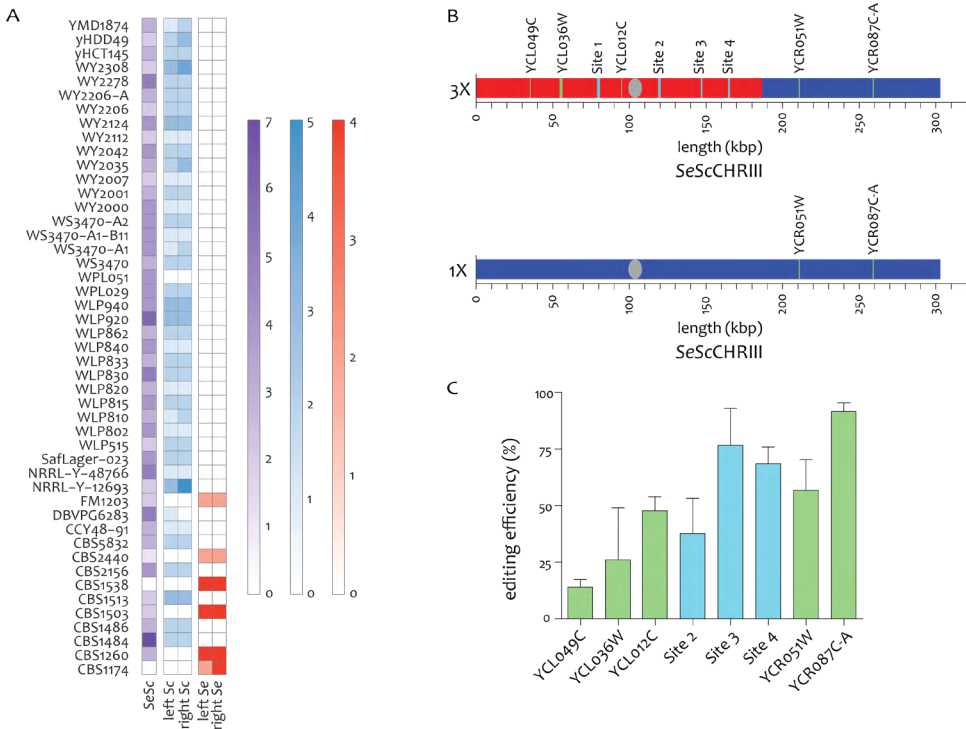 A
YMD1874
yHDD49
yHCT145
WY2308
WY2278
WY2206-A
WY2206
WY2124
WY2112
WY2042
WY2035
WY2007
WY2001
WY2000
WS3470-A2
WS3470-A1-B11
WS3470-A1
WS3470
WPL051
WPL029
WLP940
WLP920
WLP862
WLP840
WLP833
WLP830
WLP820
WLP815
WLP810
WLP802
WLP515
SafLager-023
NRRL-Y-48766
NRRL-Y-12693
FM1203
DBVPG6283
CCY48-91
CBS5832
CBS2440
CBS2156
CBS1538
CBS1513
CBS1503
CBS1486
CBS1484
CBS1260
CBS1174
SeSc
left Sc
right Sc
left Se
right Se
7
6
5
4
3
2
1
0
5
4
3
2
1
0
4
3
2
1
0
B
YCL049C
YCL036W
Site 1
YCL012C
Site 2
Site 3
Site 4
YCR051W
YCR087C-A
3X
0
50
100
150
200
250
300
length (kbp)
SeScCHRIII
YCR051W
YCR087C-A
1X
0
50
100
150
200
250
300
length (kbp)
SeScCHRIII
C
editing efficiency (%)
100
75
50
25
0
YCL049C
YCL036W
YCL012C
Site 2
Site 3
Site 4
YCR051W
YCR087C-A